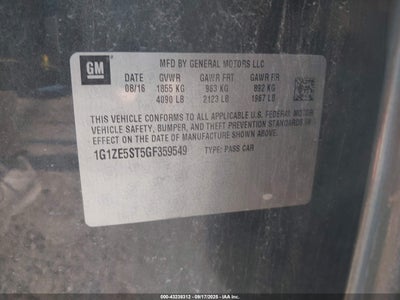 GM
MFD BY GENERAL MOTORS LLC
DATE GVWR GAWR FRT GAWR RR
08/16 1855 KG 963 KG 892 KG
4090 LB 2123 LB 1967 LB
THIS VEHICLE CONFORMS TO ALL APPLICABLE U.S. FEDERAL MOTOR
VEHICLE SAFETY, BUMPER, AND THEFT PREVENTION STANDARDS IN
EFFECT ON THE DATE OF MANUFACTURE SHOWN ABOVE.
1G1ZE5ST5GF359549 TYPE: PASS CAR
000-43238312 - 09/17/2025 - IAA, Inc.